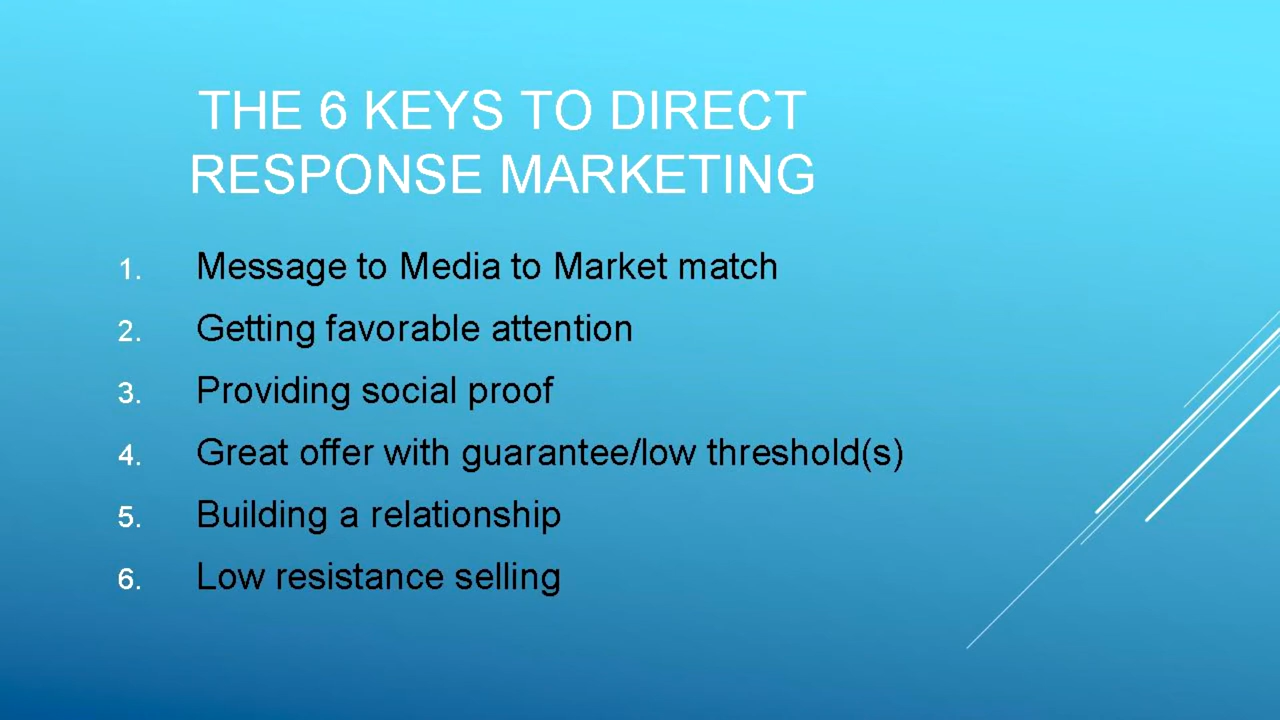 THE 6 KEYS TO DIRECT
RESPONSE MARKETING
1. Message to Media to Market match
2. Getting favorable attention
3. Providing social proof
4. Great offer with guarantee/low threshold(s)
5. Building a relationship
6. Low resistance selling